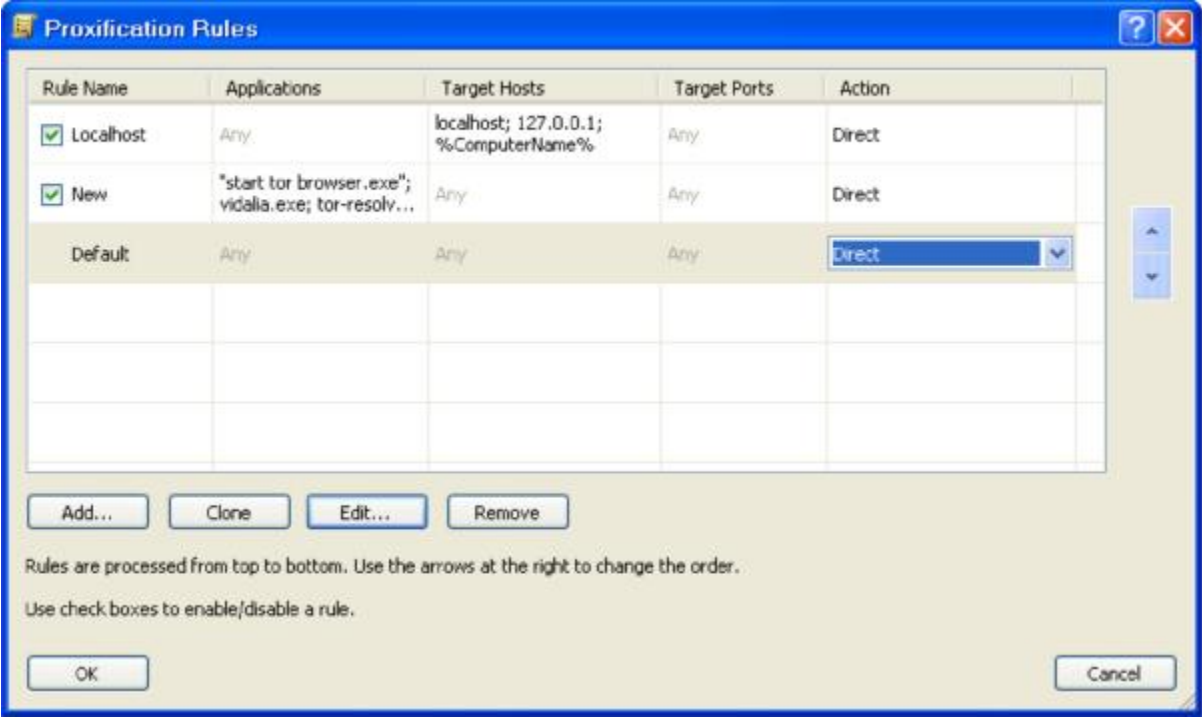 Proxification Rules
Rule Name Applications Target Hosts Target Ports Action
Localhost Any localhost; 127.0.0.1; Any Direct
%ComputerName%
New "start tor browser.exe"; Any Any Direct
vidalia.exe; tor-resolv...
Default Any Any Any Direct
Add... Clone Edit... Remove
Rules are processed from top to bottom. Use the arrows at the right to change the order.
Use check boxes to enable/disable a rule.
OK Cancel